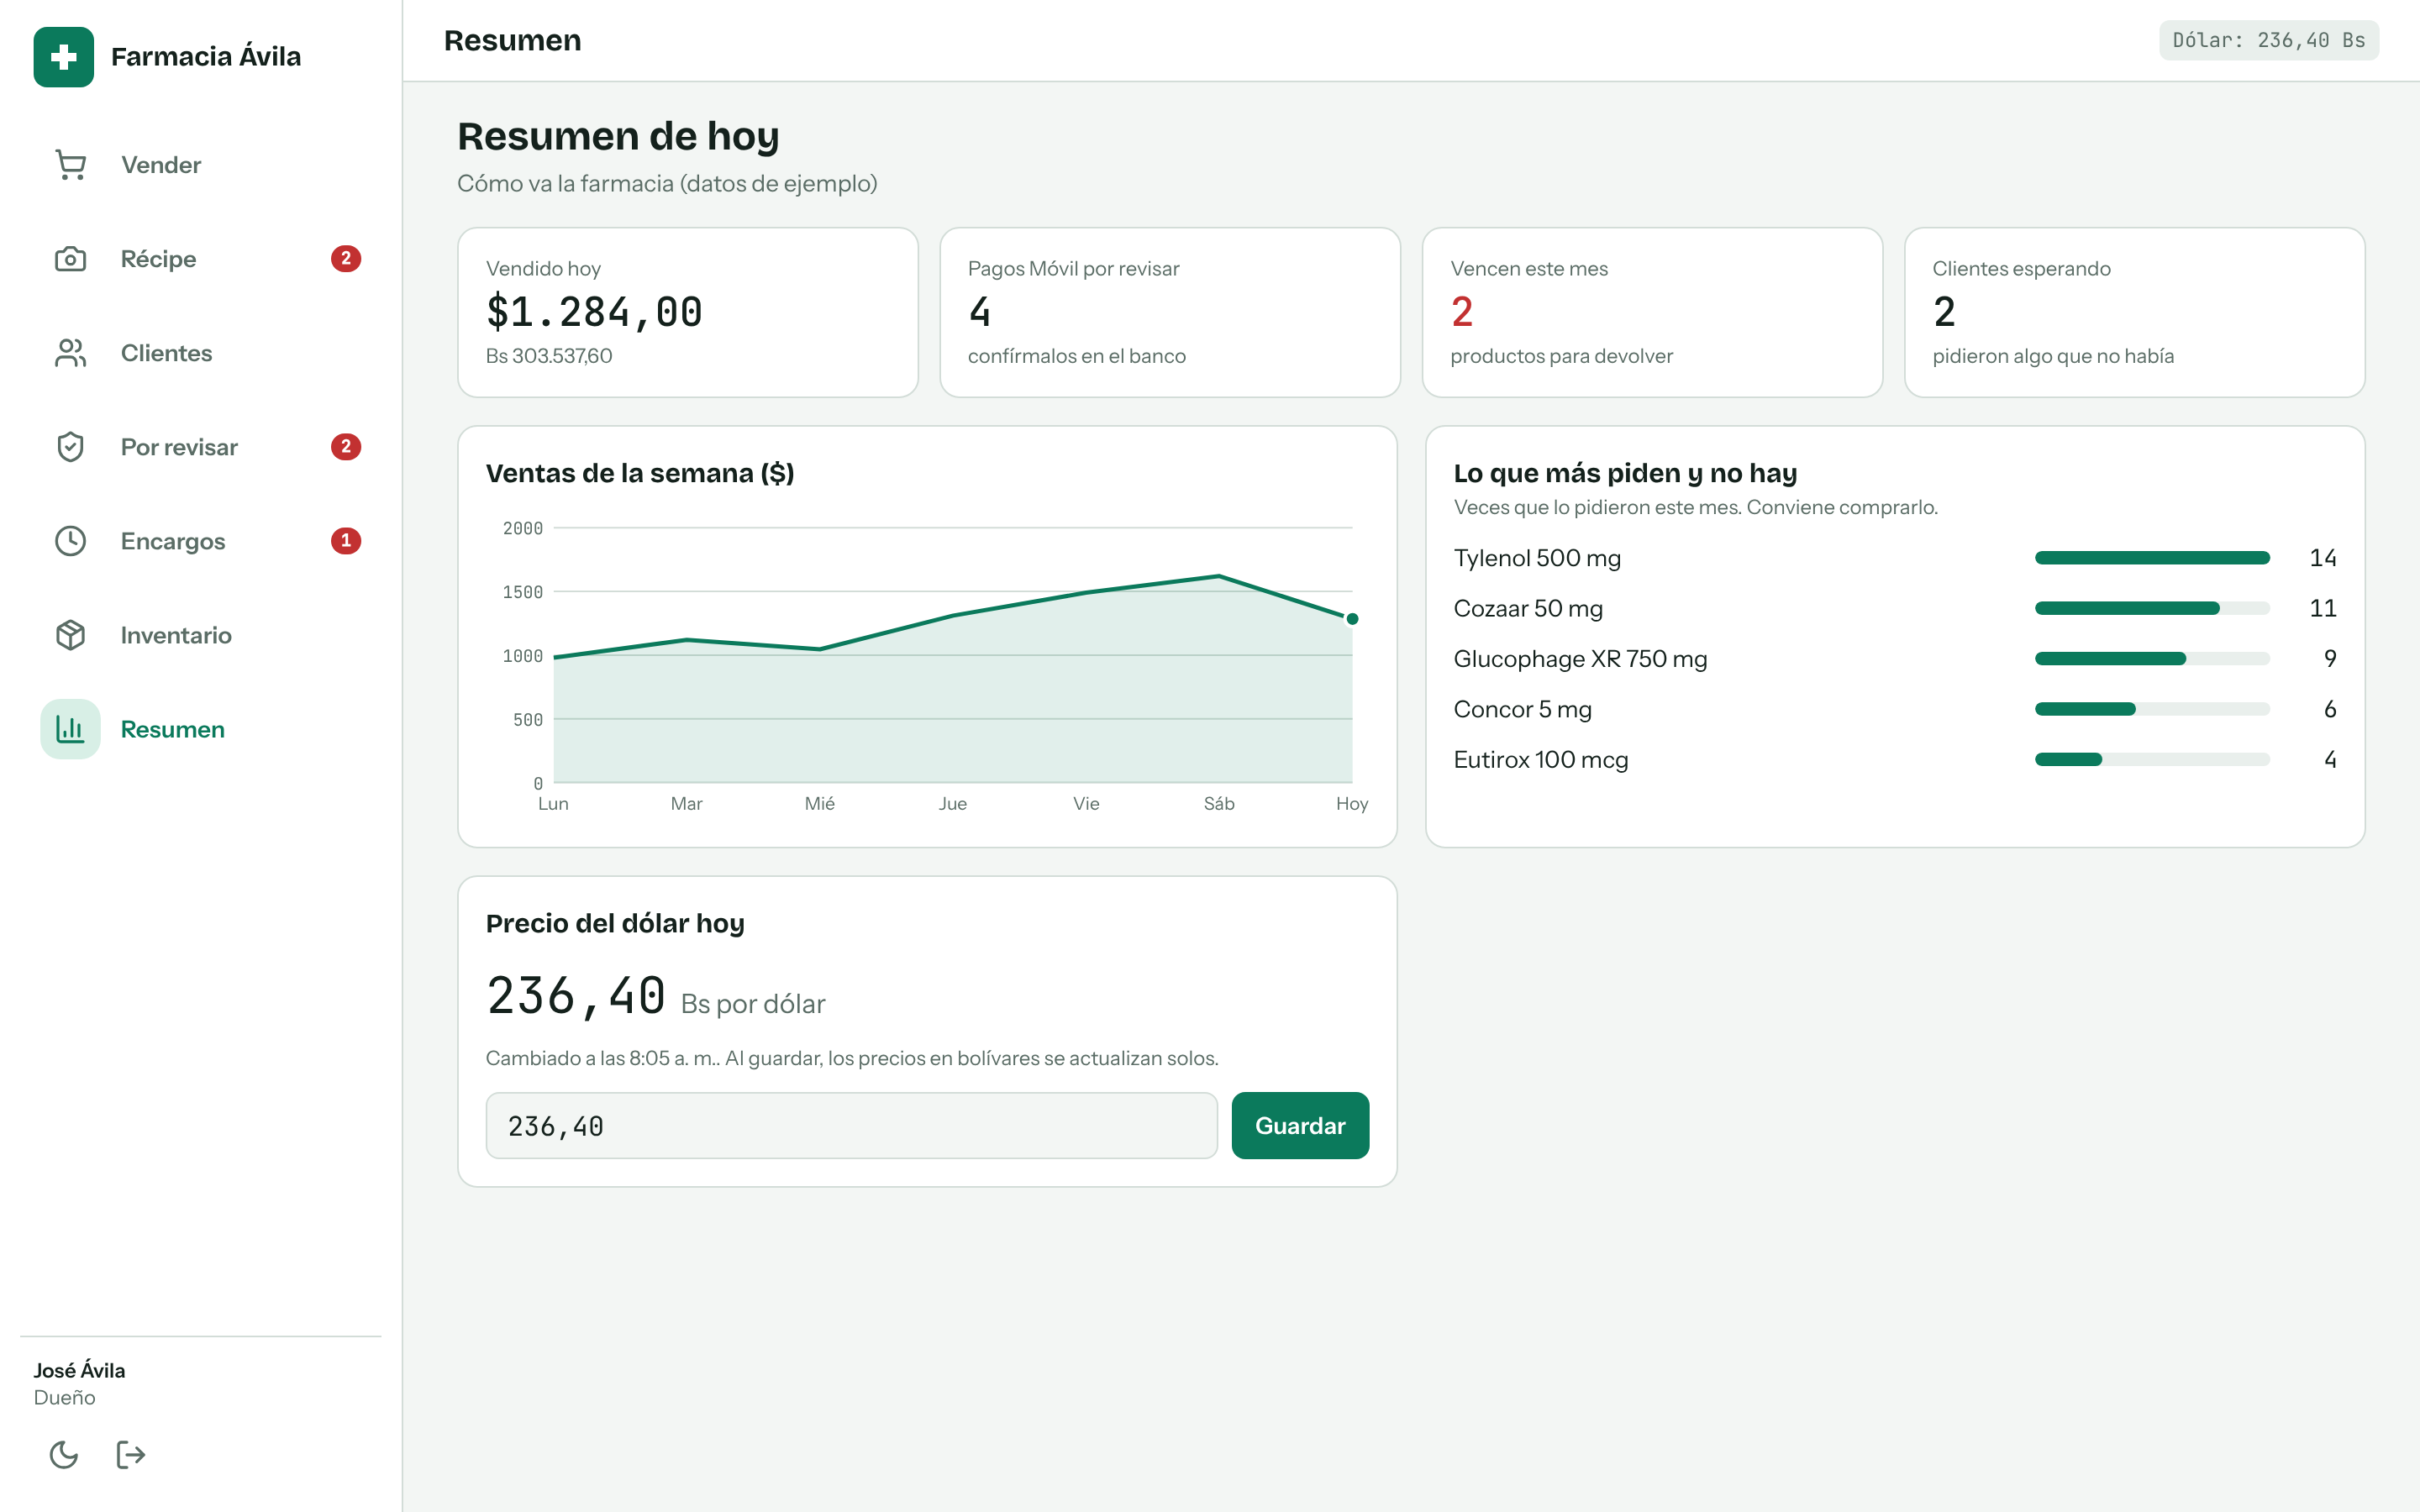 Farmacia Ávila
Vender
Récipe 2
Clientes
Por revisar 2
Encargos 1
Inventario
Resumen
José Ávila
Dueño
Resumen
Dólar: 236,40 Bs
Resumen de hoy
Cómo va la farmacia (datos de ejemplo)
Vendido hoy
$1.284,00
Bs 303.537,60
Pagos Móvil por revisar
4
confírmalos en el banco
Vencen este mes
2
productos para devolver
Clientes esperando
2
pidieron algo que no había
Ventas de la semana ($)
2000
1500
1000
500
0
Lun Mar Mié Jue Vie Sáb Hoy
Lo que más piden y no hay
Veces que lo pidieron este mes. Conviene comprarlo.
Tylenol 500 mg 14
Cozaar 50 mg 11
Glucophage XR 750 mg 9
Concor 5 mg 6
Eutirox 100 mcg 4
Precio del dólar hoy
236,40 Bs por dólar
Cambiado a las 8:05 a. m.. Al guardar, los precios en bolívares se actualizan solos.
236,40 Guardar